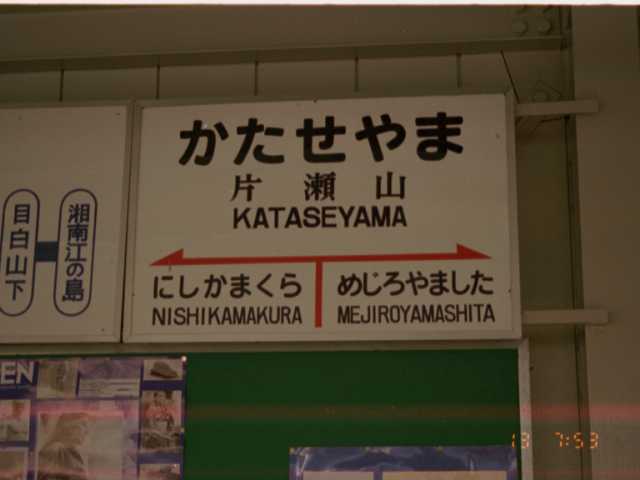 かたせやま
片瀬山
KATASEYAMA
にしかまくら
めじろやました
NISHIKAMAKURA
MEJIROYAMASHITA
目白山下
湘南江の島
EN
13 7:53